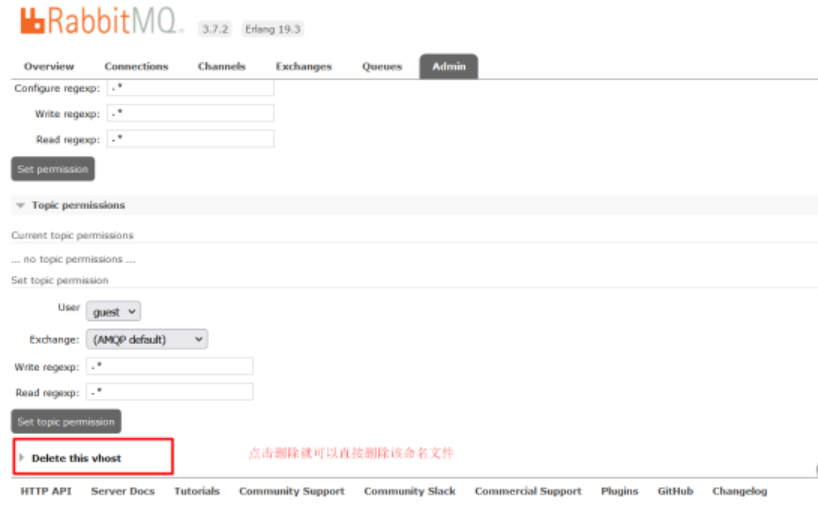 RabbitMQ 3.7.2 Erlang 19.3
Overview Connections Channels Exchanges Queues Admin
Configure regexp: .*
Write regexp: .*
Read regexp: .*
Set permission
Topic permissions
Current topic permissions
... no topic permissions ...
Set topic permission
User guest
Exchange: (AMQP default)
Write regexp: .*
Read regexp: .*
Set topic permission
Delete this vhost 点击删除就可以直接删除该命名文件
HTTP API Server Docs Tutorials Community Support Community Slack Commercial Support Plugins GitHub Changelog